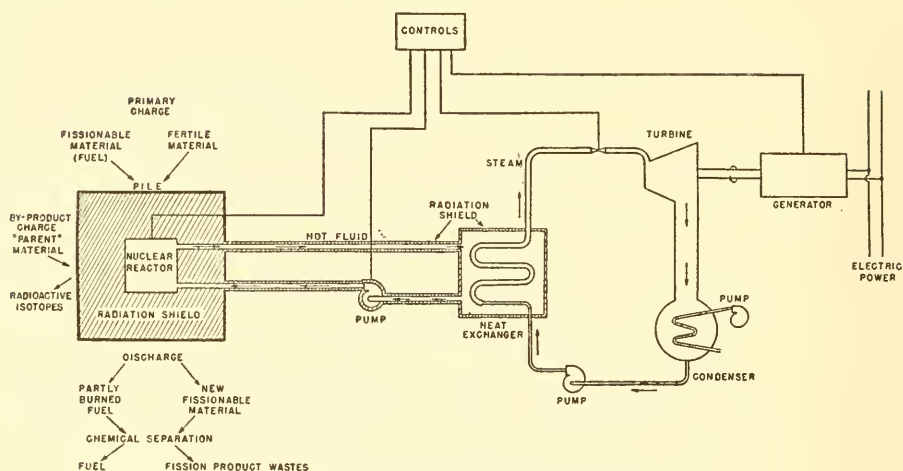 CONTROLS
PRIMARY
CHARGE
FISSIONABLE
MATERIAL
(FUEL)
FERTILE
MATERIAL
PILE
BY-PRODUCT
CHARGE
"PARENT"
MATERIAL
RADIOACTIVE
ISOTOPES
NUCLEAR
REACTOR
RADIATION SHIELD
HOT FLUID
PUMP
RADIATION
SHIELD
STEAM
HEAT
EXCHANGER
TURBINE
GENERATOR
ELECTRIC
POWER
PUMP
CONDENSER
PUMP
DISCHARGE
PARTLY
BURNED
FUEL
NEW
FISSIONABLE
MATERIAL
CHEMICAL SEPARATION
FUEL
FISSION PRODUCT WASTES